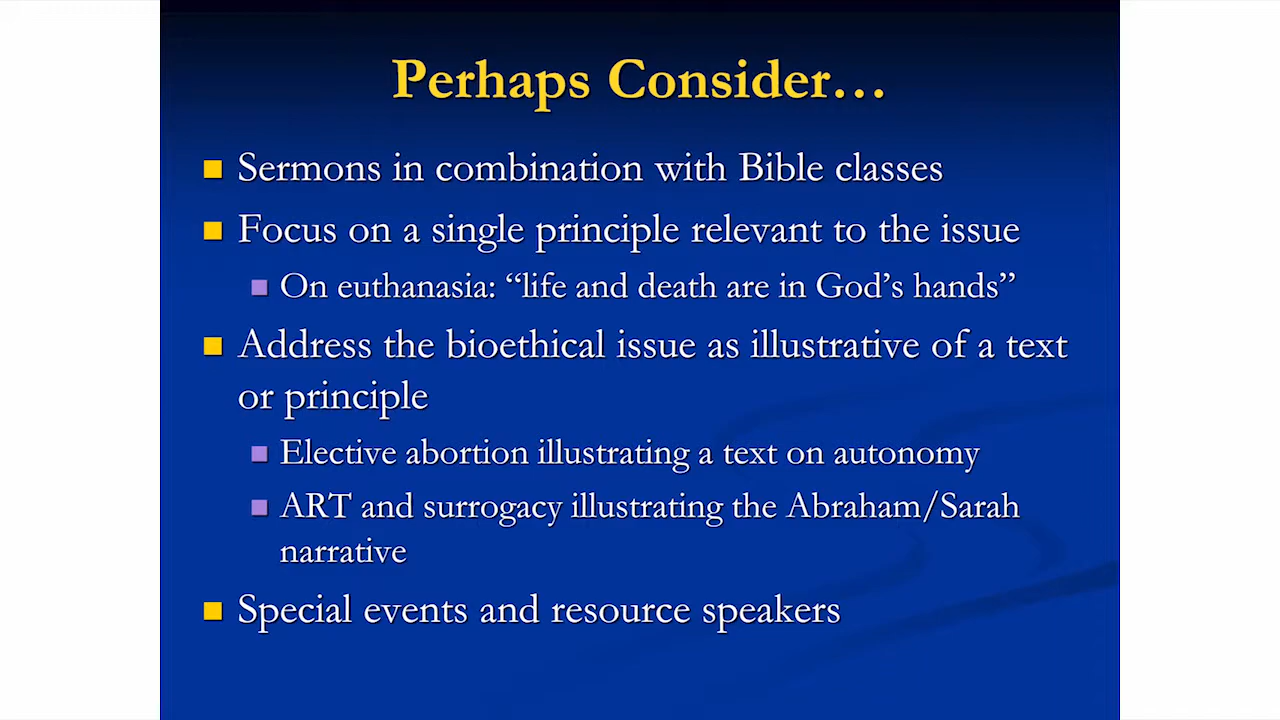 Perhaps Consider…
Sermons in combination with Bible classes
Focus on a single principle relevant to the issue
On euthanasia: “life and death are in God’s hands”
Address the bioethical issue as illustrative of a text
or principle
Elective abortion illustrating a text on autonomy
ART and surrogacy illustrating the Abraham/Sarah
narrative
Special events and resource speakers